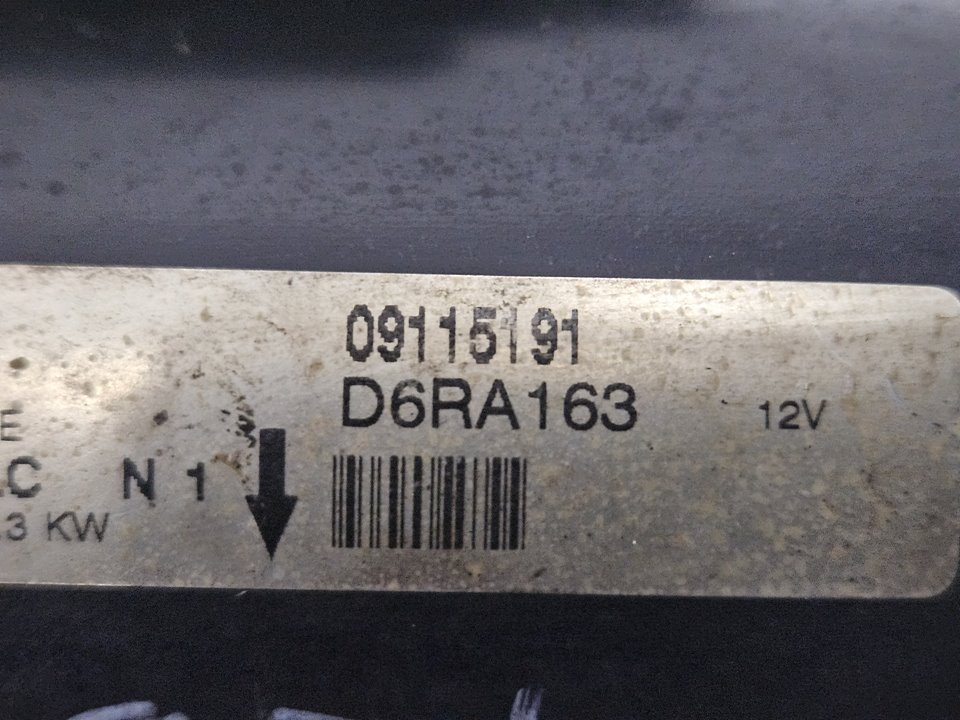 09115191
D6RA163
12V
E
.C N 1
.3 KW